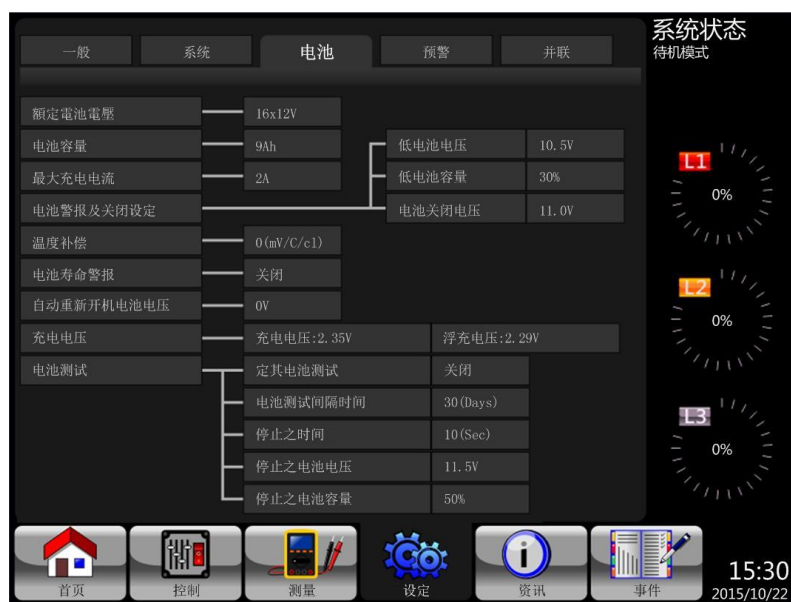 系统状态
待机模式
一般 系统 电池 预警 并联
額定電池電壓 16x12V
电池容量 9Ah 低电池电压 10.5V
最大充电电流 2A 低电池容量 30%
电池警报及关闭设定 电池关闭电压 11.0V
温度补偿 0(mV/C/cl)
电池寿命警报 关闭
自动重新开机电池电压 0V
充电电压 充电电压:2.35V 浮充电压:2.29V
电池测试 定其电池测试 关闭
电池测试间隔时间 30(Days)
停止之时间 10(Sec)
停止之电池电压 11.5V
停止之电池容量 50%
L1
0%
L2
0%
L3
0%
首页 控制 测量 设定 资讯 事件
15:30
2015/10/22